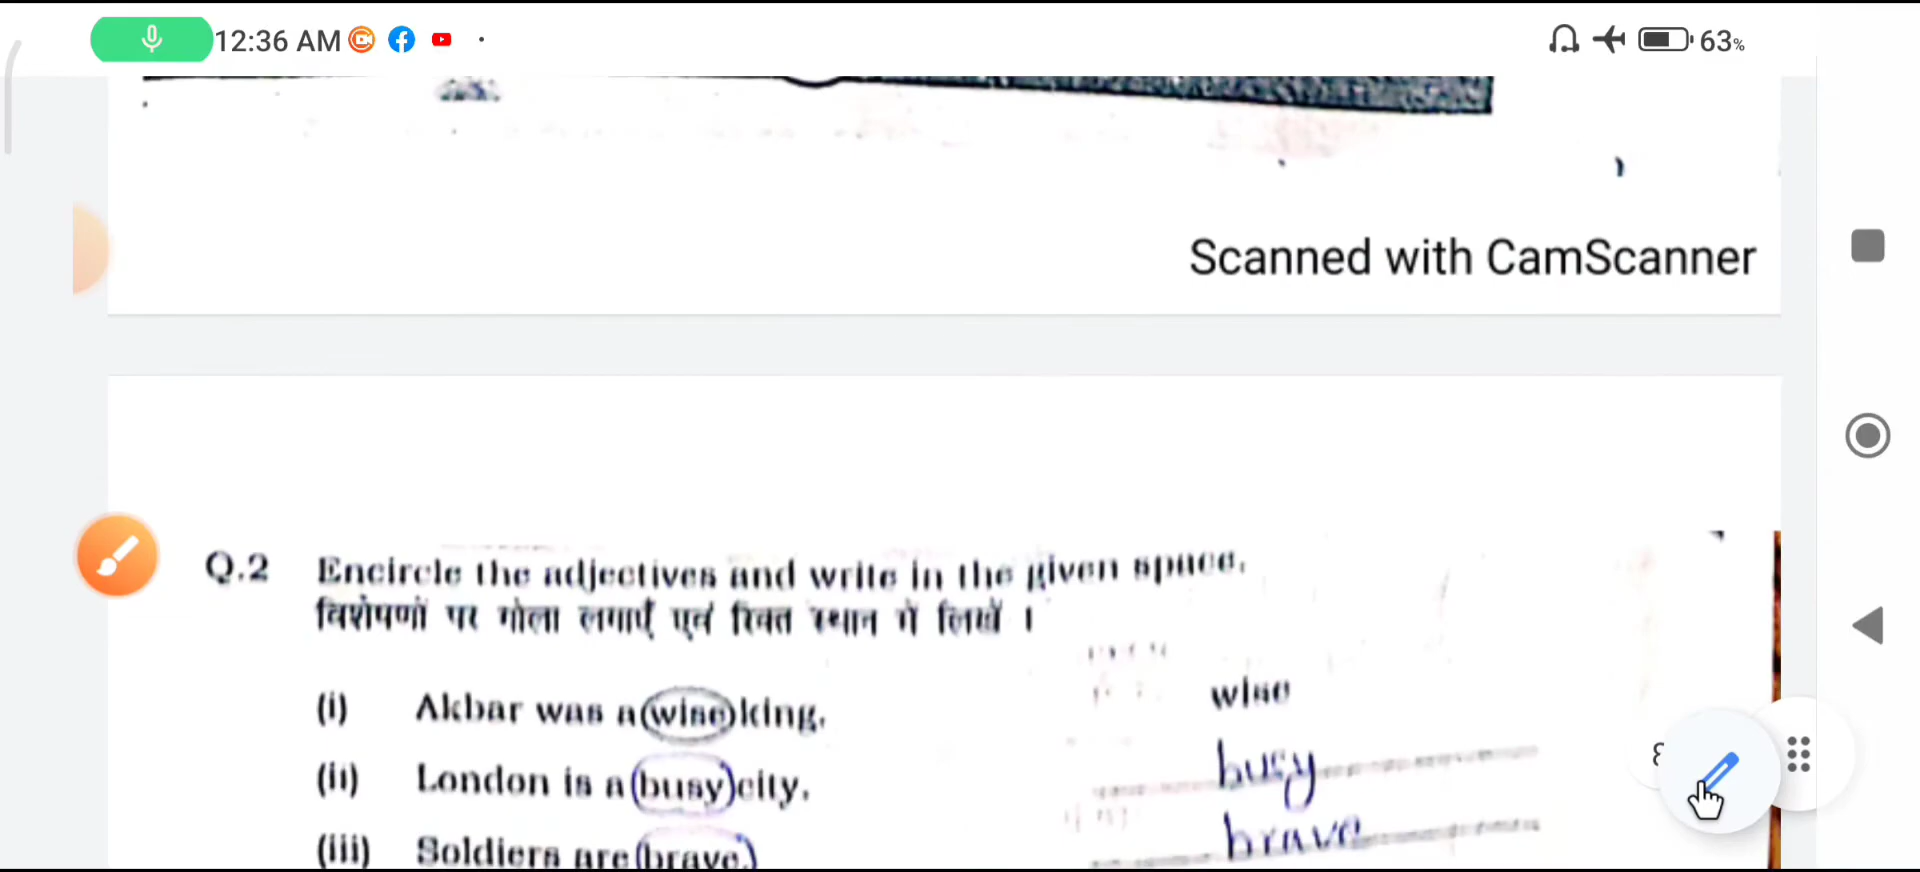 12:36 AM
63%
Scanned with CamScanner
Q.2 Encircle the adjectives and write in the given space.
विशेषणों पर गोला लगाएँ एवं रिक्त स्थान में लिखें ।
(i) Akbar was a wise king. wise
(ii) London is a busy city. busy
(iii) Soldiers are brave. brave